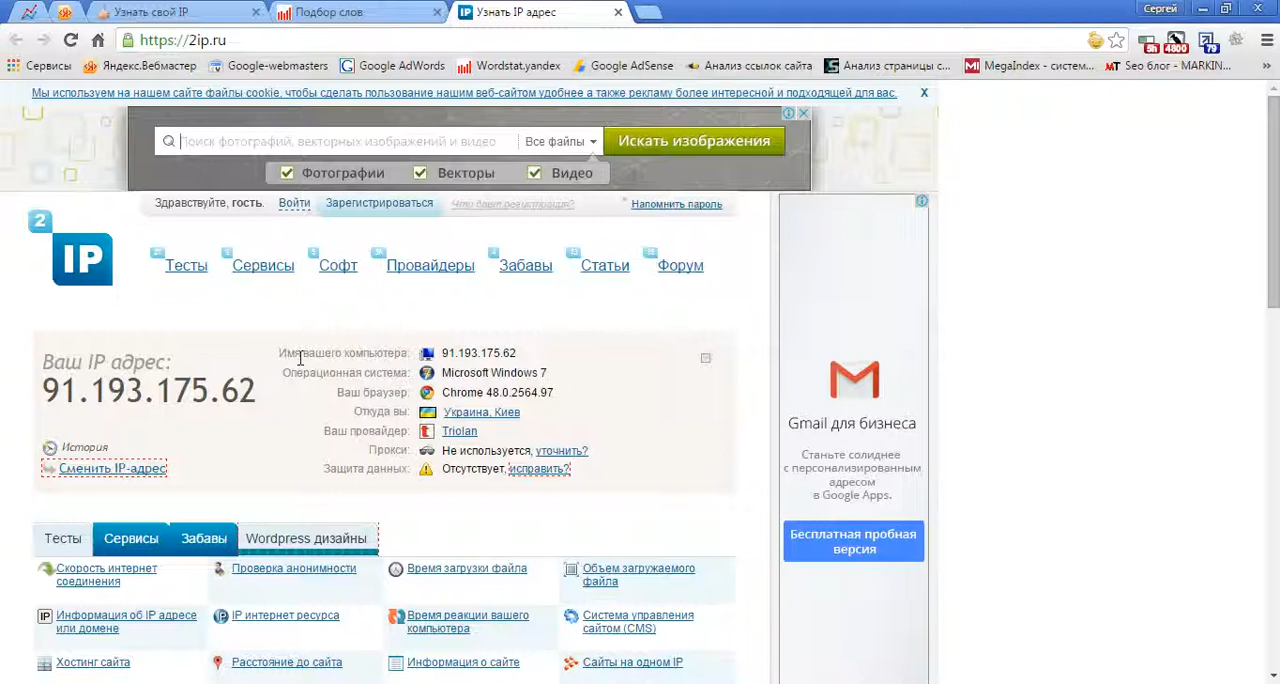 Узнать свой IP
Подбор слов
Узнать IP адрес
Сергей
https://2ip.ru
5h
4800
79
Сервисы
Яндекс.Вебмастер
Google-webmasters
Google AdWords
Wordstat.yandex
Google AdSense
Анализ ссылок сайта
Анализ страницы с...
MegaIndex - систем...
Seo блог - MARKIN...
Мы используем на нашем сайте файлы cookie, чтобы сделать пользование нашим веб-сайтом удобнее а также рекламу более интересной и подходящей для вас.
X
Поиск фотографий, векторных изображений и видео
Все файлы
Искать изображения
Фотографии
Векторы
Видео
Здравствуйте, гость.
Войти
Зарегистрироваться
Что дает регистрация?
Напомнить пароль
2
IP
Тесты
Сервисы
Софт
Провайдеры
Забавы
Статьи
Форум
Ваш IP адрес:
91.193.175.62
История
Сменить IP-адрес
Имя вашего компьютера: 91.193.175.62
Операционная система: Microsoft Windows 7
Ваш браузер: Chrome 48.0.2564.97
Откуда вы: Украина, Киев
Ваш провайдер: Triolan
Прокси: Не используется, уточнить?
Защита данных: Отсутствует, исправить?
Gmail для бизнеса
Станьте солиднее
с персонализированным
адресом
в Google Apps.
Бесплатная пробная
версия
Тесты
Сервисы
Забавы
Wordpress дизайны
Скорость интернет
соединения
Проверка анонимности
Время загрузки файла
Объем загружаемого
файла
Информация об IP адресе
или домене
IP интернет ресурса
Время реакции вашего
компьютера
Система управления
сайтом (CMS)
Хостинг сайта
Расстояние до сайта
Информация о сайте
Сайты на одном IP